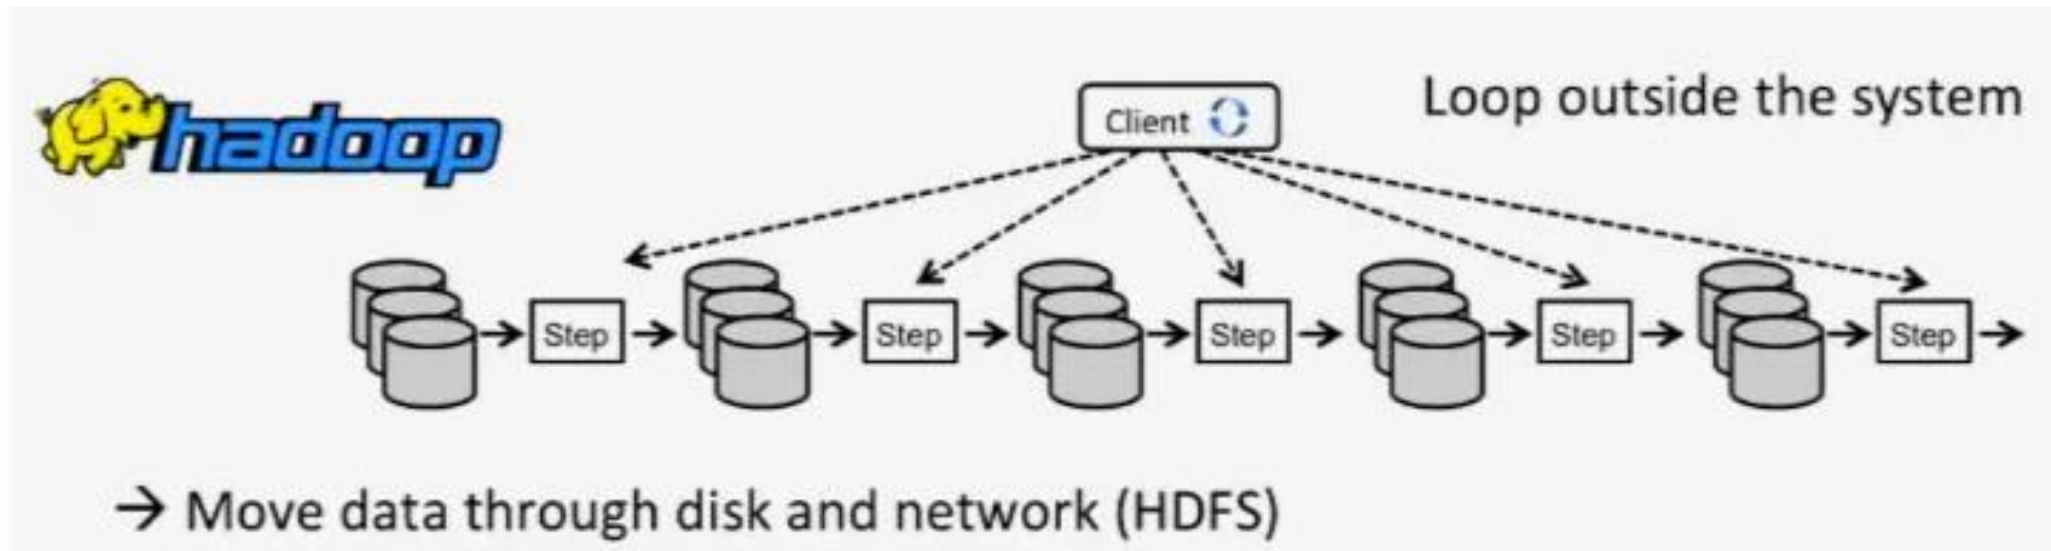 hadoop
Client
Loop outside the system
Step
Step
Step
Step
Step
→ Move data through disk and network (HDFS)